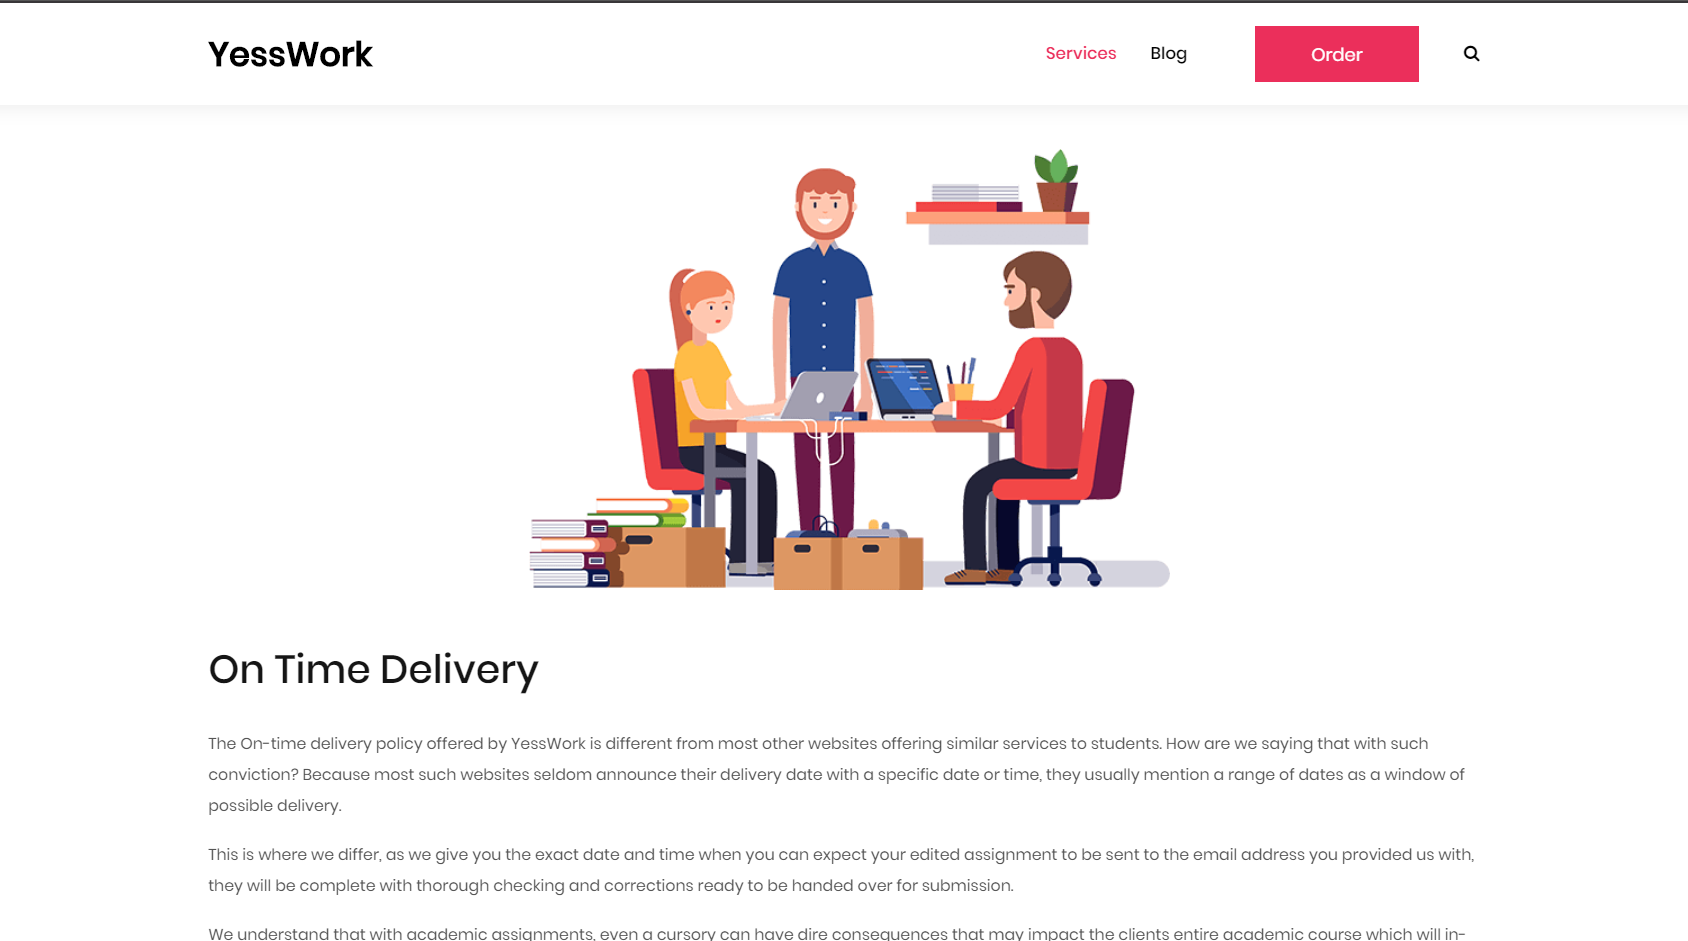 YessWork
Services
Blog
Order
On Time Delivery
The On-time delivery policy offered by YessWork is different from most other websites offering similar services to students. How are we saying that with such
conviction? Because most such websites seldom announce their delivery date with a specific date or time, they usually mention a range of dates as a window of
possible delivery.
This is where we differ, as we give you the exact date and time when you can expect your edited assignment to be sent to the email address you provided us with,
they will be complete with thorough checking and corrections ready to be handed over for submission.
We understand that with academic assignments, even a cursory can have dire consequences that may impact the clients entire academic course which will in-